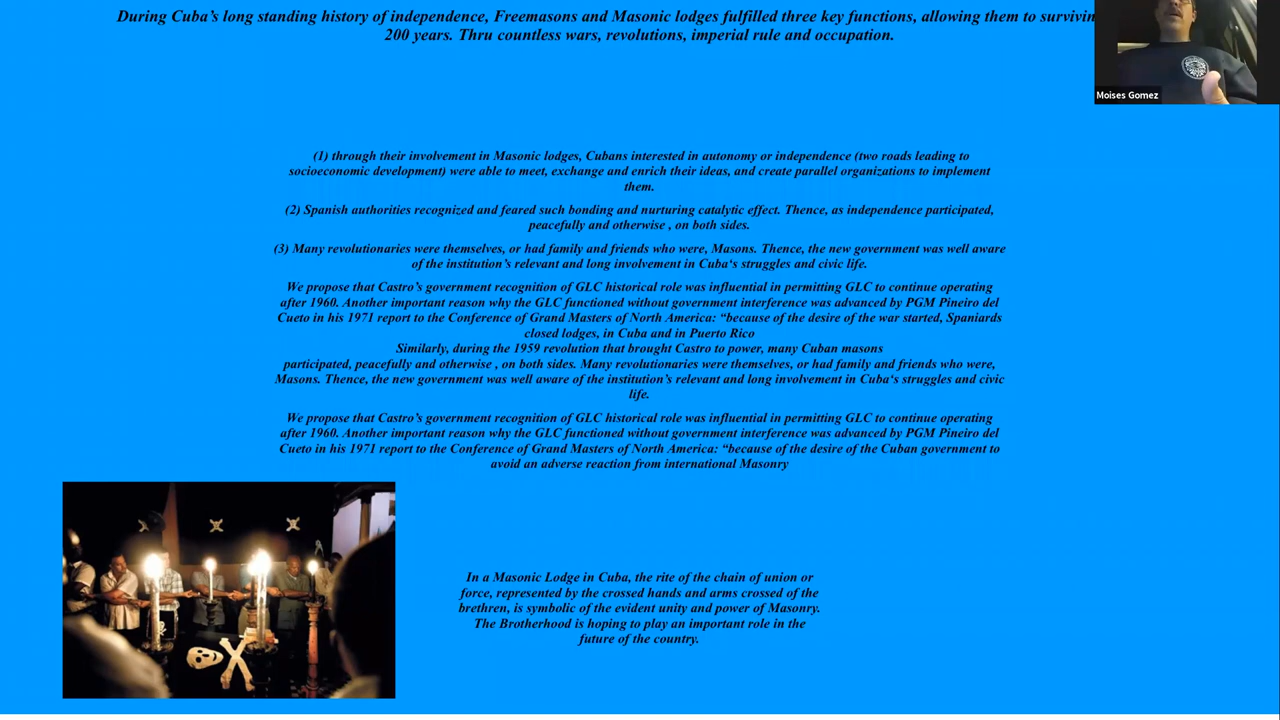 During Cuba’s long standing history of independence, Freemasons and Masonic lodges fulfilled three key functions, allowing them to survivin
200 years. Thru countless wars, revolutions, imperial rule and occupation.
Moises Gomez
(1) through their involvement in Masonic lodges, Cubans interested in autonomy or independence (two roads leading to
socioeconomic development) were able to meet, exchange and enrich their ideas, and create parallel organizations to implement
them.
(2) Spanish authorities recognized and feared such bonding and nurturing catalytic effect. Thence, as independence participated,
peacefully and otherwise , on both sides.
(3) Many revolutionaries were themselves, or had family and friends who were, Masons. Thence, the new government was well aware
of the institution’s relevant and long involvement in Cuba‘s struggles and civic life.
We propose that Castro’s government recognition of GLC historical role was influential in permitting GLC to continue operating
after 1960. Another important reason why the GLC functioned without government interference was advanced by PGM Pineiro del
Cueto in his 1971 report to the Conference of Grand Masters of North America: “because of the desire of the war started, Spaniards
closed lodges, in Cuba and in Puerto Rico
Similarly, during the 1959 revolution that brought Castro to power, many Cuban masons
participated, peacefully and otherwise , on both sides. Many revolutionaries were themselves, or had family and friends who were,
Masons. Thence, the new government was well aware of the institution’s relevant and long involvement in Cuba‘s struggles and civic
life.
We propose that Castro’s government recognition of GLC historical role was influential in permitting GLC to continue operating
after 1960. Another important reason why the GLC functioned without government interference was advanced by PGM Pineiro del
Cueto in his 1971 report to the Conference of Grand Masters of North America: “because of the desire of the Cuban government to
avoid an adverse reaction from international Masonry
In a Masonic Lodge in Cuba, the rite of the chain of union or
force, represented by the crossed hands and arms crossed of the
brethren, is symbolic of the evident unity and power of Masonry.
The Brotherhood is hoping to play an important role in the
future of the country.